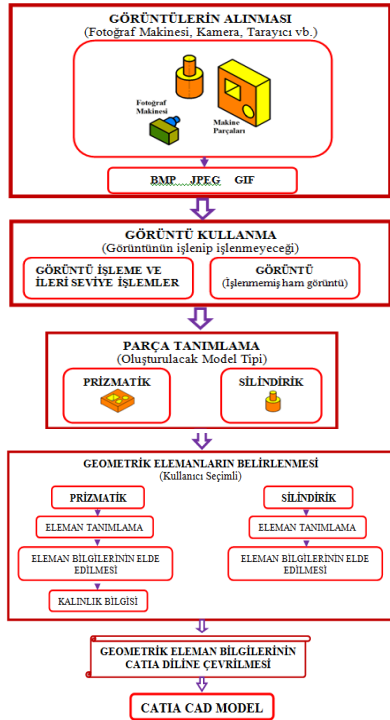 GÖRÜNTÜLERİN ALINMASI
(Fotoğraf Makinesi, Kamera, Tarayıcı vb.)
Fotoğraf
Makinesi
Makine
Parçaları
BMP JPEG GIF
GÖRÜNTÜ KULLANMA
(Görüntünün işlenip işlenmeyeceği)
GÖRÜNTÜ İŞLEME VE
İLERİ SEVİYE İŞLEMLER
GÖRÜNTÜ
(İşlenmemiş ham görüntü)
PARÇA TANIMLAMA
(Oluşturulacak Model Tipi)
PRİZMATİK
SİLİNDİRİK
GEOMETRİK ELEMANLARIN BELİRLENMESİ
(Kullanıcı Seçimli)
PRİZMATİK
ELEMAN TANIMLAMA
ELEMAN BİLGİLERİNİN ELDE
EDİLMESİ
KALINLIK BİLGİSİ
SİLİNDİRİK
ELEMAN TANIMLAMA
ELEMAN BİLGİLERİNİN ELDE
EDİLMESİ
GEOMETRİK ELEMAN BİLGİLERİNİN
CATIA DİLİNE ÇEVRİLMESİ
CATIA CAD MODEL